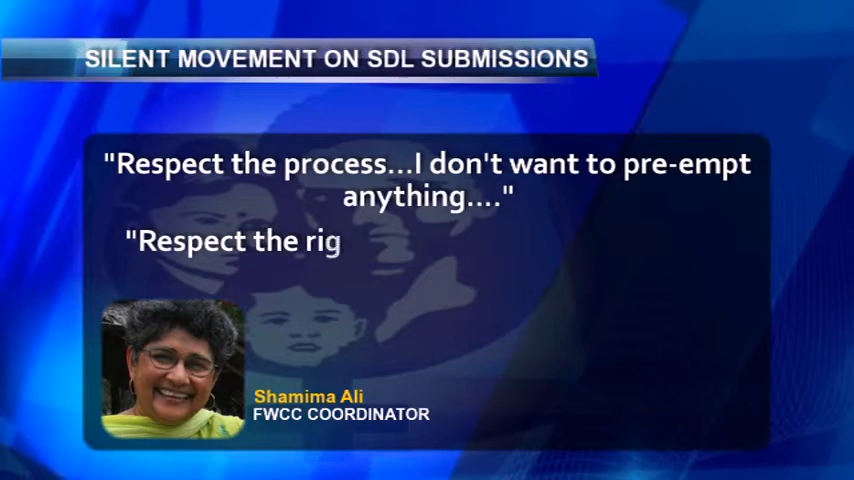 SILENT MOVEMENT ON SDL SUBMISSIONS
"Respect the process...I don't want to pre-empt
anything...."
"Respect the rig
Shamima Ali
FWCC COORDINATOR